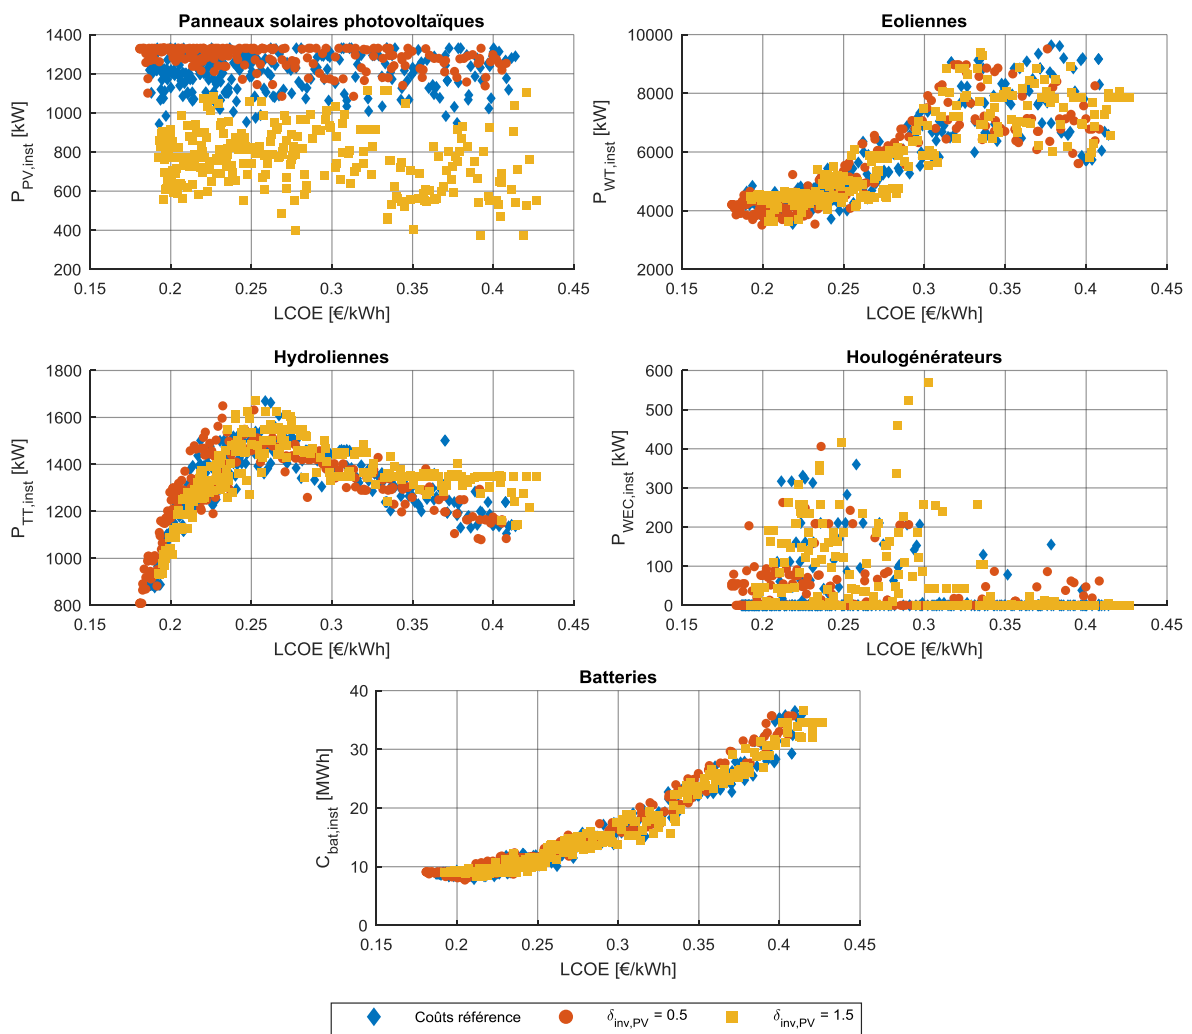 Panneaux solaires photovoltaïques
P_PV,inst [kW]
1400
1200
1000
800
600
400
200
0.15 0.2 0.25 0.3 0.35 0.4 0.45
LCOE [€/kWh]
Eoliennes
P_WT,inst [kW]
10000
8000
6000
4000
2000
0.15 0.2 0.25 0.3 0.35 0.4 0.45
LCOE [€/kWh]
Hydroliennes
P_TT,inst [kW]
1800
1600
1400
1200
1000
800
0.15 0.2 0.25 0.3 0.35 0.4 0.45
LCOE [€/kWh]
Houlogénérateurs
P_WEC,inst [kW]
600
500
400
300
200
100
0
0.15 0.2 0.25 0.3 0.35 0.4 0.45
LCOE [€/kWh]
Batteries
C_bat,inst [MWh]
40
30
20
10
0
0.15 0.2 0.25 0.3 0.35 0.4 0.45
LCOE [€/kWh]
Coûts référence δ_inv,PV = 0.5 δ_inv,PV = 1.5